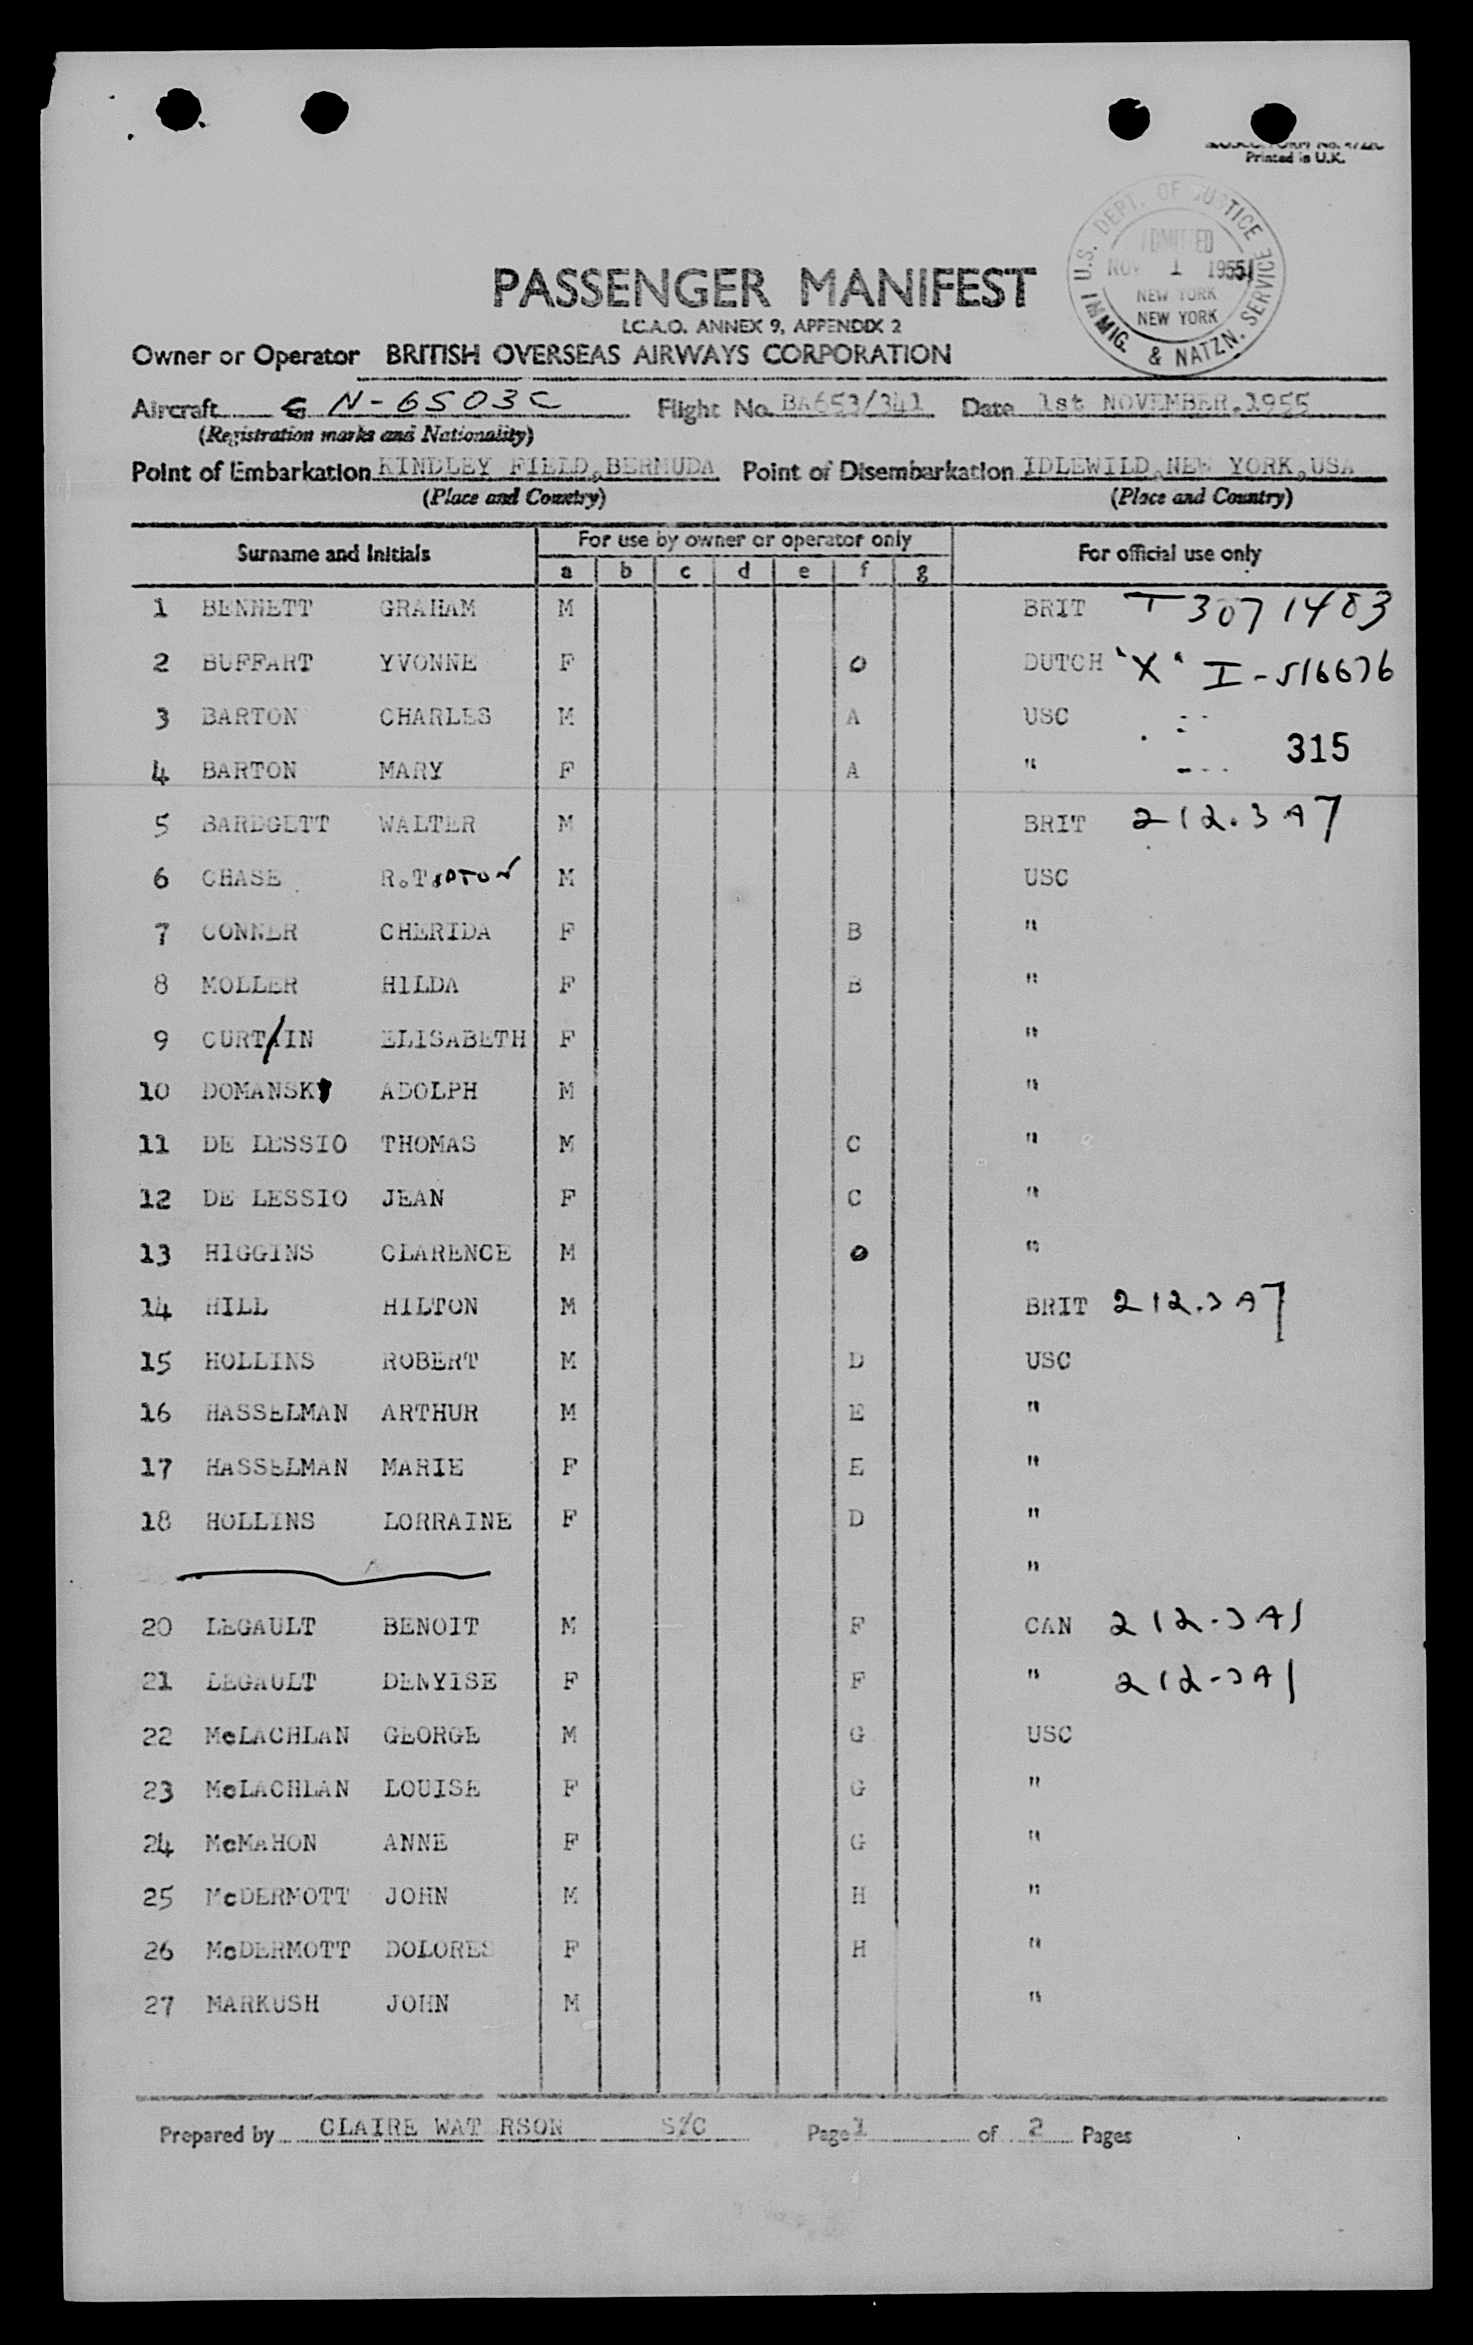 Printed in U.K.
U.S. DEPT. OF JUSTICE
ADMITTED
NOV 1 1955
NEW YORK
NEW YORK
IMMIG. & NATZN. SERVICE
PASSENGER MANIFEST
I.C.A.O. ANNEX 9, APPENDIX 2
Owner or Operator BRITISH OVERSEAS AIRWAYS CORPORATION
Aircraft N-6503C Flight No. BA653/341 Date 1st NOVEMBER.1955
(Registration marks and Nationality)
Point of Embarkation KINDLEY FIELD,BERMUDA Point of Disembarkation IDLEWILD,NEW YORK,USA
(Place and Country) (Place and Country)
Surname and Initials For use by owner or operator only For official use only
a b c d e f g
1 BENNETT GRAHAM M BRIT T3071483
2 BUFFART YVONNE F O DUTCH "X" I-516676
3 BARTON CHARLES M A USC
315
4 BARTON MARY F A "
5 BARDGETT WALTER M BRIT 212.3A7
6 CHASE R.TIPTON M USC
7 CONNER CHERIDA F B "
8 MOLLER HILDA F B "
9 CURTAIN ELISABETH F "
10 DOMANSKY ADOLPH M "
11 DE LESSIO THOMAS M C "
12 DE LESSIO JEAN F C "
13 HIGGINS CLARENCE M O "
14 HILL HILTON M BRIT 212.3A7
15 HOLLINS ROBERT M D USC
16 HASSELMAN ARTHUR M E "
17 HASSELMAN MARIE F E "
18 HOLLINS LORRAINE F D "
"
20 LEGAULT BENOIT M F CAN 212-3A1
21 LEGAULT DENYISE F F " 212-3A1
22 McLACHLAN GEORGE M G USC
23 McLACHLAN LOUISE F G "
24 McMAHON ANNE F G "
25 McDERMOTT JOHN M H "
26 McDERMOTT DOLORES F H "
27 MARKUSH JOHN M "
Prepared by CLAIRE WAT RSON S/C Page 1 of 2 Pages